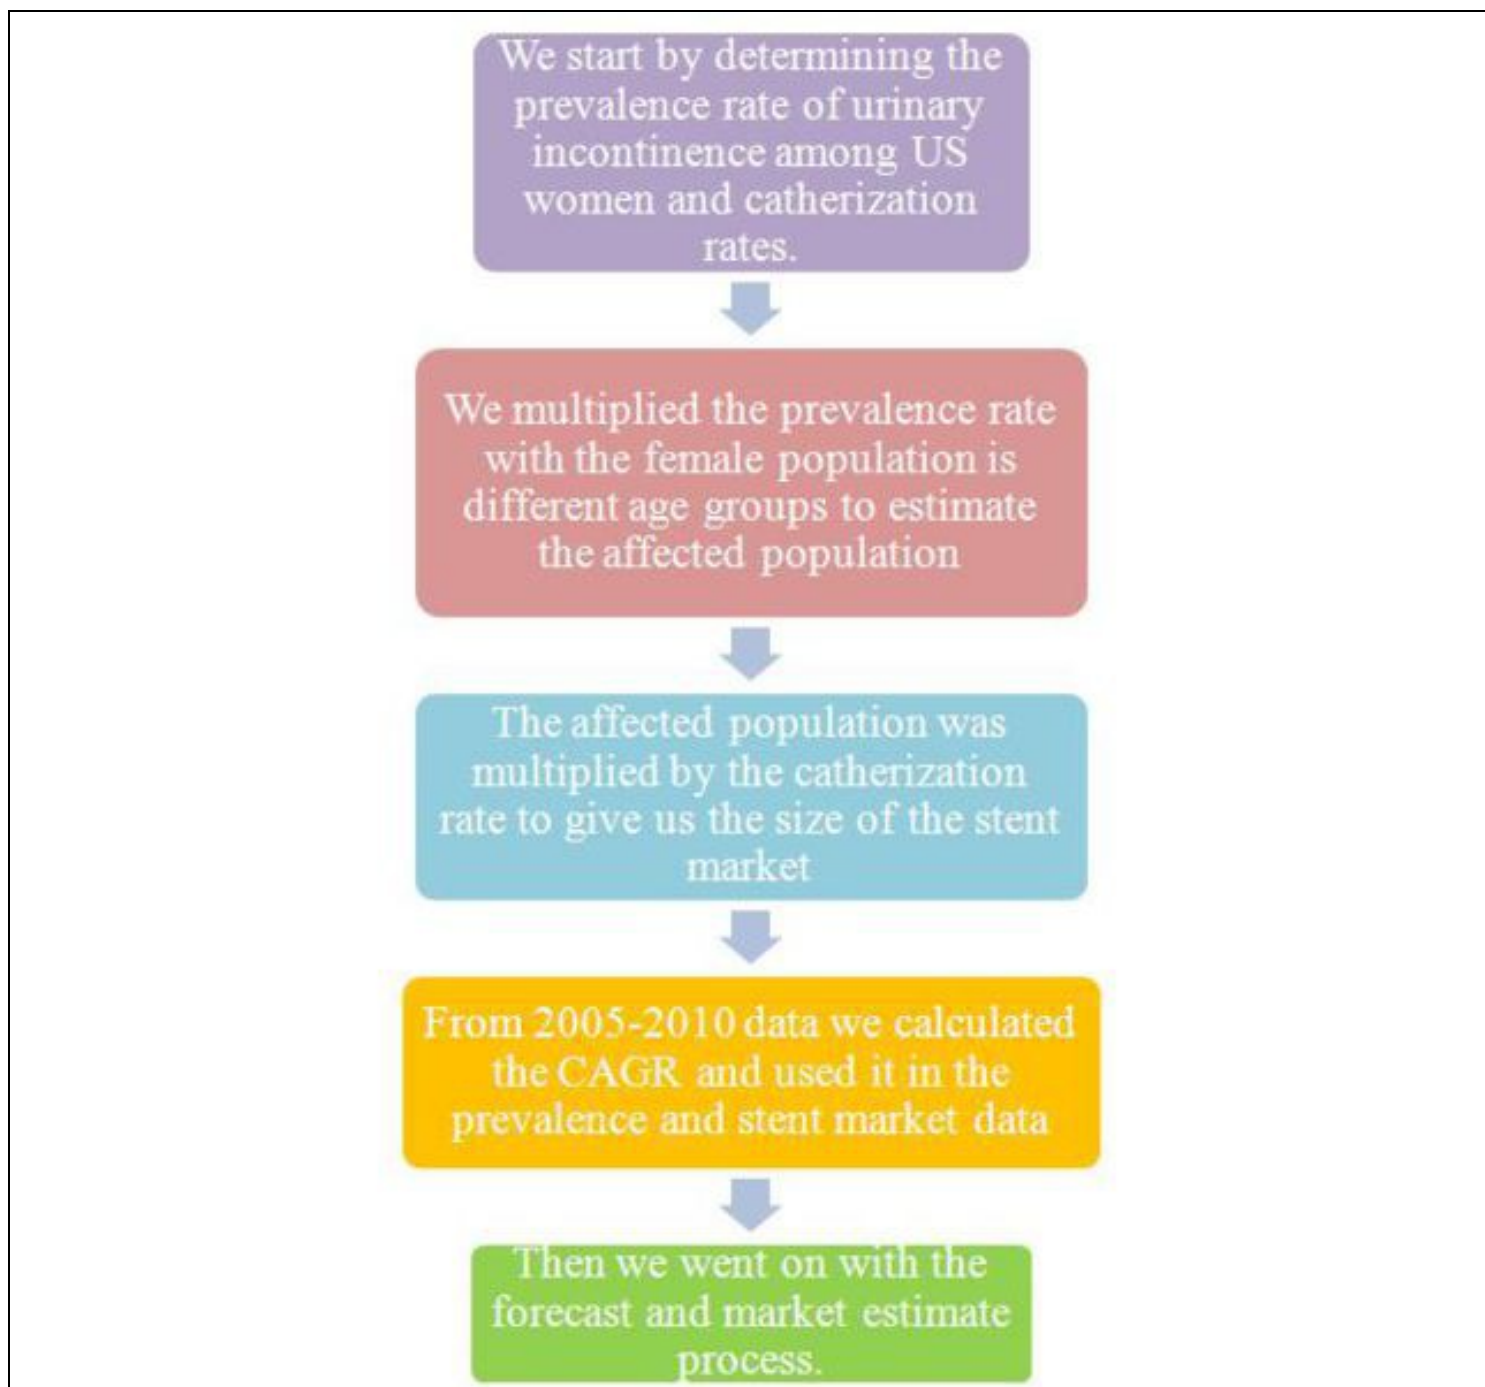 We start by determining the
prevalence rate of urinary
incontinence among US
women and catherization
rates.
We multiplied the prevalence rate
with the female population is
different age groups to estimate
the affected population
The affected population was
multiplied by the catherization
rate to give us the size of the stent
market
From 2005-2010 data we calculated
the CAGR and used it in the
prevalence and stent market data
Then we went on with the
forecast and market estimate
process.